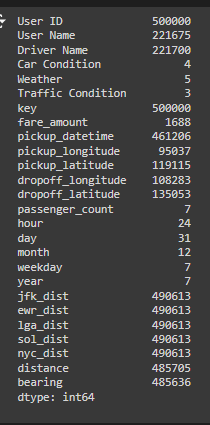 User ID 500000
User Name 221675
Driver Name 221700
Car Condition 4
Weather 5
Traffic Condition 3
key 500000
fare_amount 1688
pickup_datetime 461206
pickup_longitude 95037
pickup_latitude 119115
dropoff_longitude 108283
dropoff_latitude 135053
passenger_count 7
hour 24
day 31
month 12
weekday 7
year 7
jfk_dist 490613
ewr_dist 490613
lga_dist 490613
sol_dist 490613
nyc_dist 490613
distance 485705
bearing 485636
dtype: int64